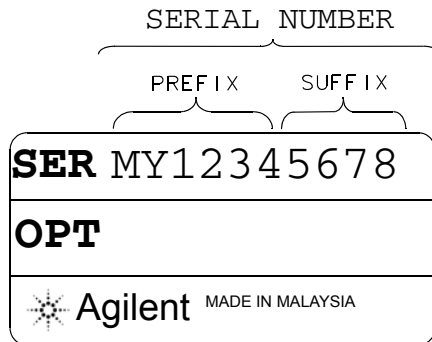 SERIAL NUMBER
PREFIX SUFFIX
SER MY12345678
OPT
Agilent MADE IN MALAYSIA